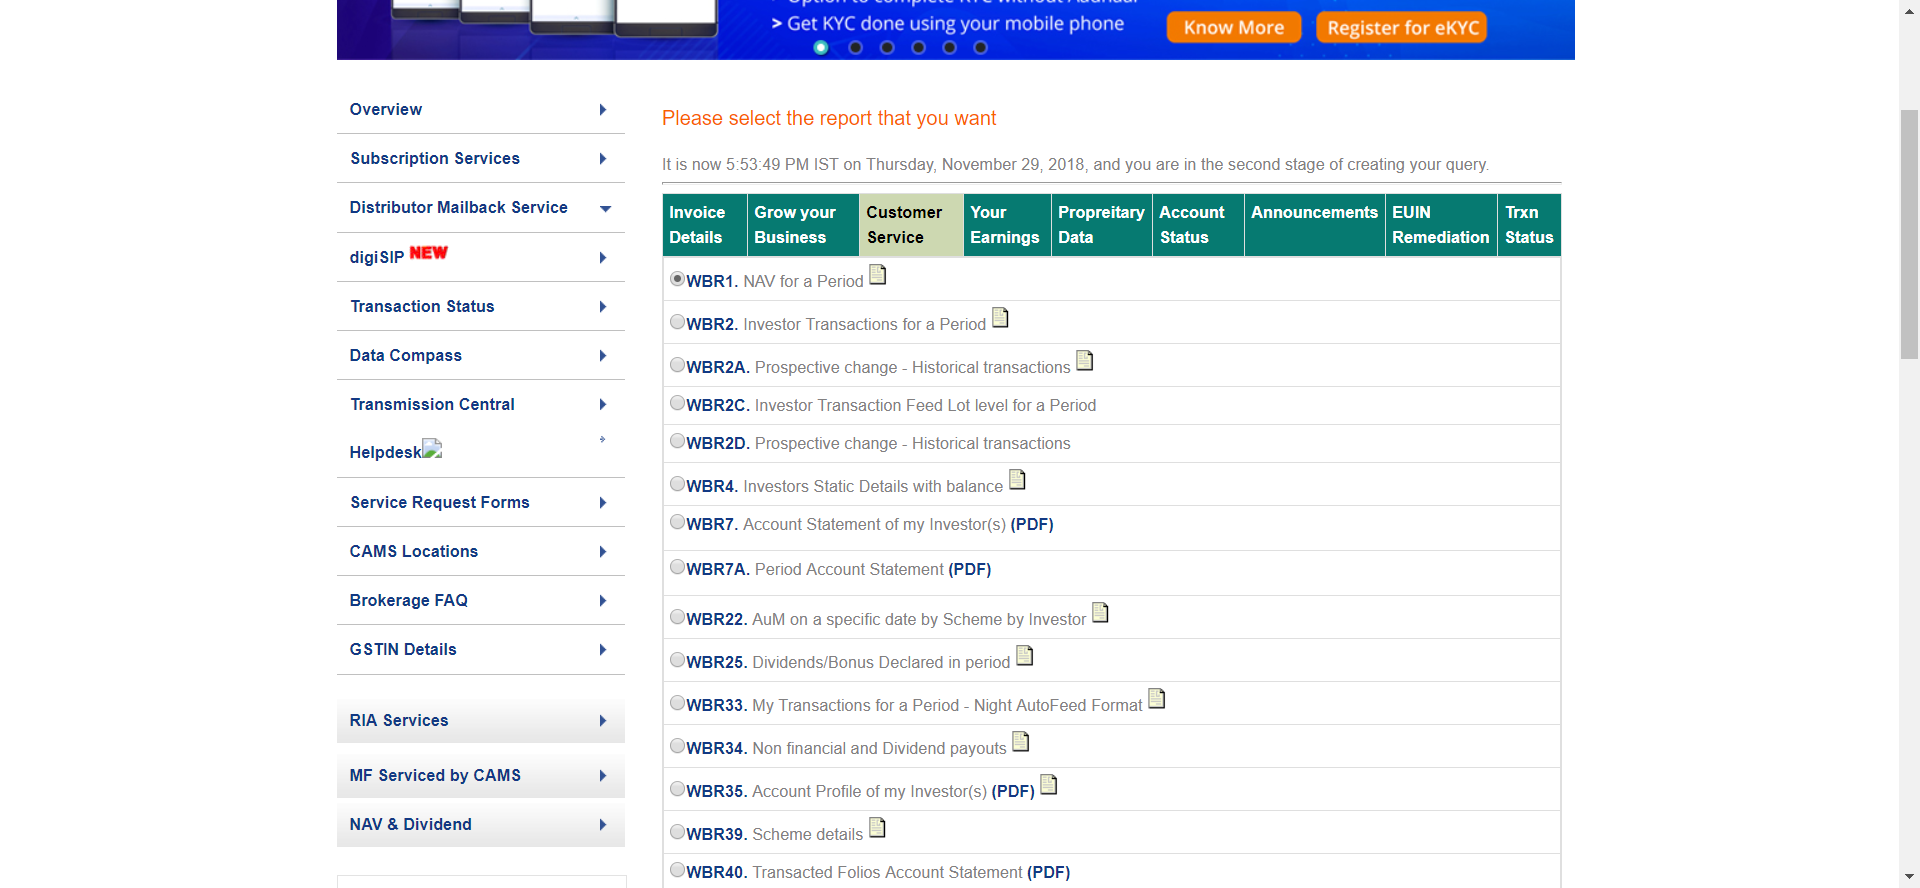 Option to complete KYC without Aadhaar
> Get KYC done using your mobile phone
Know More
Register for eKYC
Overview
Subscription Services
Distributor Mailback Service
digiSIP NEW
Transaction Status
Data Compass
Transmission Central
Helpdesk
Service Request Forms
CAMS Locations
Brokerage FAQ
GSTIN Details
RIA Services
MF Serviced by CAMS
NAV & Dividend
Please select the report that you want
It is now 5:53:49 PM IST on Thursday, November 29, 2018, and you are in the second stage of creating your query.
Invoice Details
Grow your Business
Customer Service
Your Earnings
Propreitary Data
Account Status
Announcements
EUIN Remediation
Trxn Status
WBR1. NAV for a Period
WBR2. Investor Transactions for a Period
WBR2A. Prospective change - Historical transactions
WBR2C. Investor Transaction Feed Lot level for a Period
WBR2D. Prospective change - Historical transactions
WBR4. Investors Static Details with balance
WBR7. Account Statement of my Investor(s) (PDF)
WBR7A. Period Account Statement (PDF)
WBR22. AuM on a specific date by Scheme by Investor
WBR25. Dividends/Bonus Declared in period
WBR33. My Transactions for a Period - Night AutoFeed Format
WBR34. Non financial and Dividend payouts
WBR35. Account Profile of my Investor(s) (PDF)
WBR39. Scheme details
WBR40. Transacted Folios Account Statement (PDF)